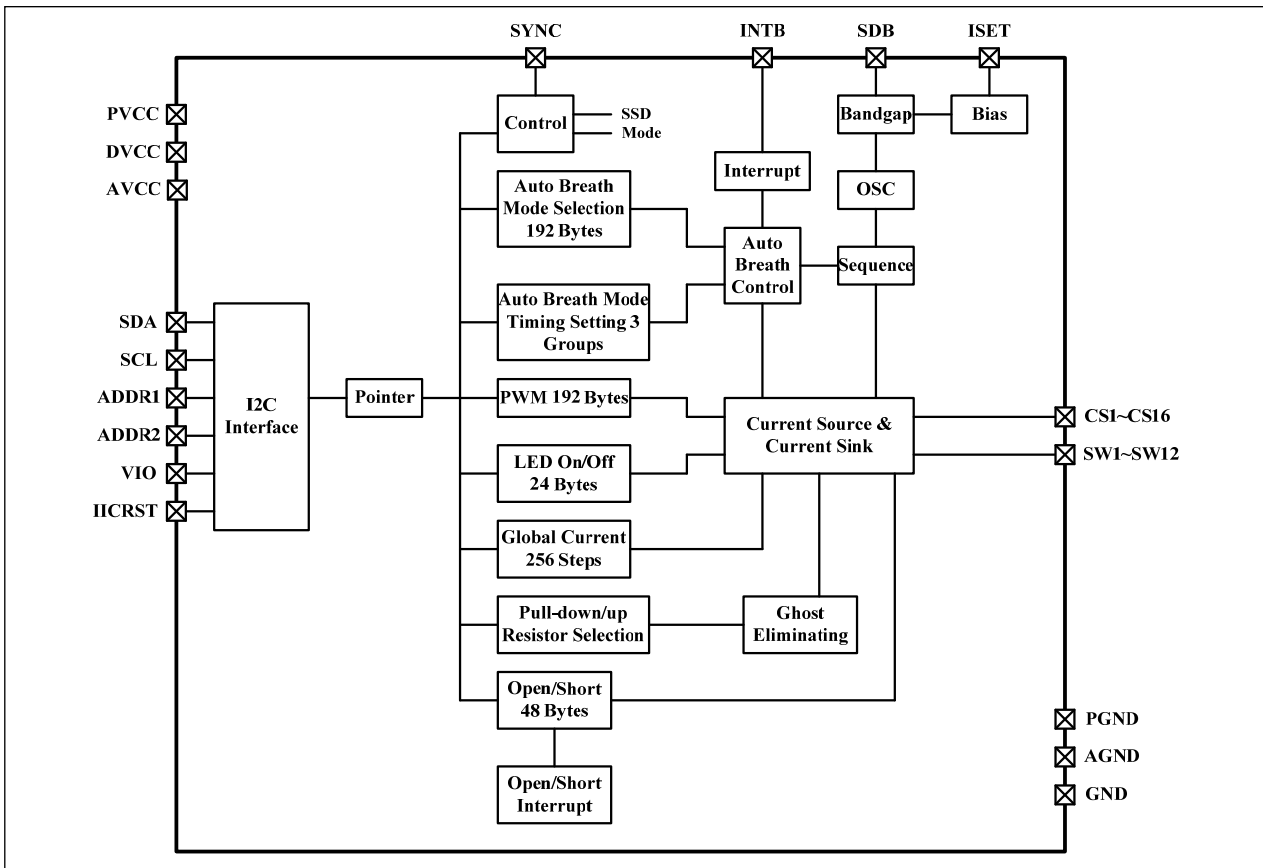 SYNC
INTB
SDB
ISET
PVCC
DVCC
AVCC
Control
SSD
Mode
Bandgap
Bias
Interrupt
OSC
Auto Breath
Mode Selection
192 Bytes
Auto
Breath
Control
Sequence
Auto Breath Mode
Timing Setting 3
Groups
SDA
SCL
ADDR1
ADDR2
VIO
IICRST
I2C
Interface
Pointer
PWM 192 Bytes
Current Source &
Current Sink
CS1~CS16
SW1~SW12
LED On/Off
24 Bytes
Global Current
256 Steps
Pull-down/up
Resistor Selection
Ghost
Eliminating
Open/Short
48 Bytes
Open/Short
Interrupt
PGND
AGND
GND